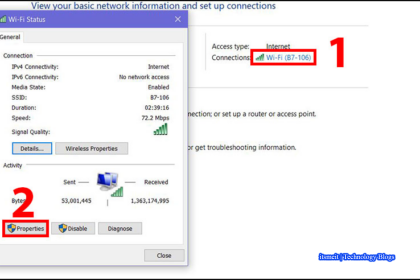 View your basic network information and set up connections
Wi-Fi Status
General
Connection
IPv4 Connectivity: Internet
IPv6 Connectivity: No network access
Media State: Enabled
SSID: B7-106
Duration: 02:39:16
Speed: 72.2 Mbps
Signal Quality:
Details...
Wireless Properties
Activity
Sent
Received
Bytes: 53,001,445
1,363,174,995
2
Properties
Disable
Diagnose
Close
Access type: Internet
Connections: Wi-Fi (B7-106)
1
connection; or set up a router or access point.
or get troubleshooting information.
itsmeit 'Technology Blogs